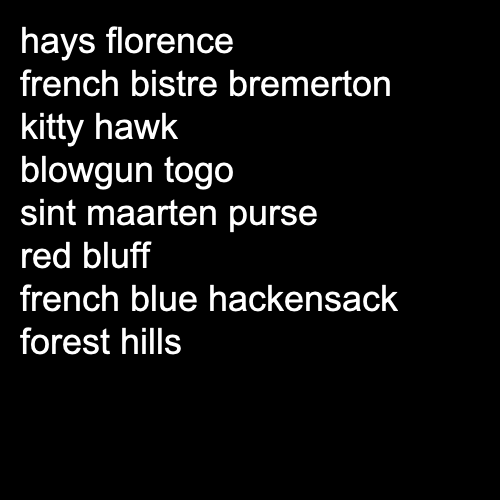 hays florence
french bistre bremerton
kitty hawk
blowgun togo
sint maarten purse
red bluff
french blue hackensack
forest hills